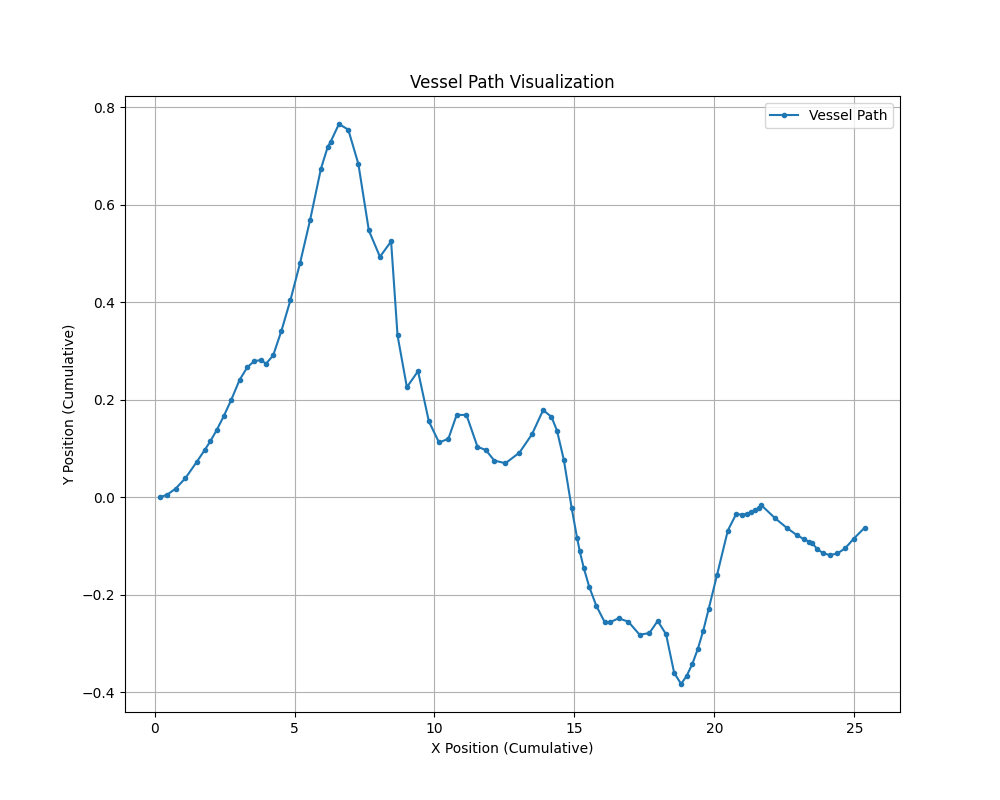 Vessel Path Visualization
Vessel Path
0.8
0.6
0.4
0.2
0.0
−0.2
−0.4
Y Position (Cumulative)
0 5 10 15 20 25
X Position (Cumulative)